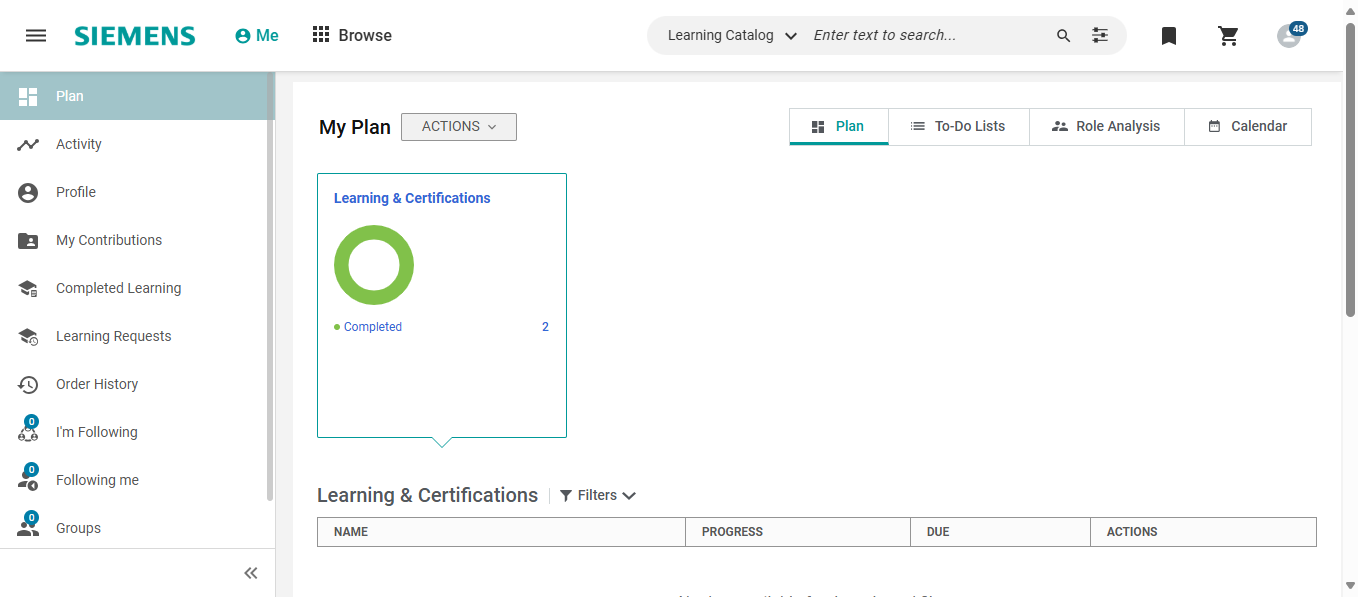 SIEMENS
Me
Browse
Learning Catalog
Enter text to search...
48
Plan
Activity
Profile
My Contributions
Completed Learning
Learning Requests
Order History
0
I'm Following
0
Following me
0
Groups
My Plan
ACTIONS
Plan
To-Do Lists
Role Analysis
Calendar
Learning & Certifications
Completed 2
Learning & Certifications
Filters
NAME PROGRESS DUE ACTIONS